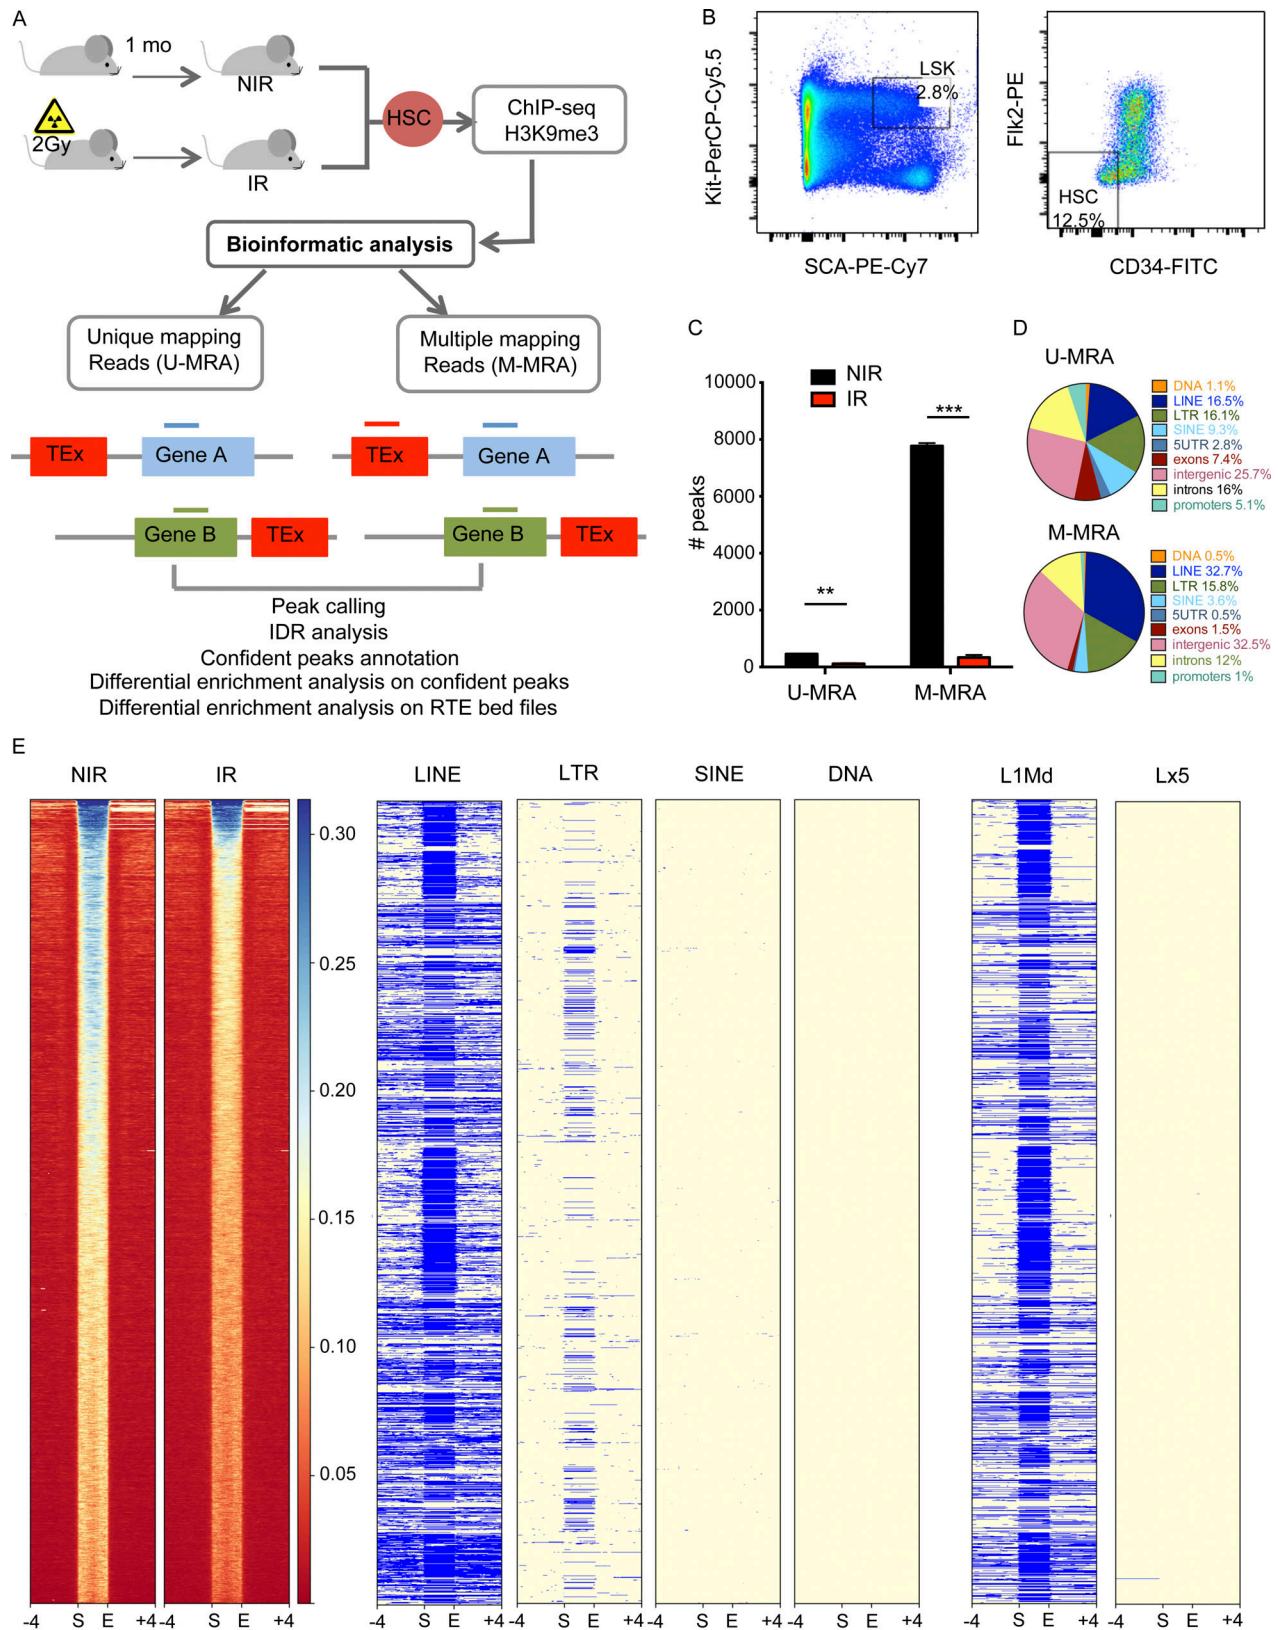 A
1 mo
NIR
2Gy
IR
HSC
ChIP-seq
H3K9me3
Bioinformatic analysis
Unique mapping
Reads (U-MRA)
Multiple mapping
Reads (M-MRA)
TEx
Gene A
TEx
Gene A
Gene B
TEx
Gene B
TEx
Peak calling
IDR analysis
Confident peaks annotation
Differential enrichment analysis on confident peaks
Differential enrichment analysis on RTE bed files
B
Kit-PerCP-Cy5.5
LSK
2.8%
SCA-PE-Cy7
Flk2-PE
HSC
12.5%
CD34-FITC
C
# peaks
10000
8000
6000
4000
2000
0
NIR
IR
**
***
U-MRA
M-MRA
D
U-MRA
DNA 1.1%
LINE 16.5%
LTR 16.1%
SINE 9.3%
5UTR 2.8%
exons 7.4%
intergenic 25.7%
introns 16%
promoters 5.1%
M-MRA
DNA 0.5%
LINE 32.7%
LTR 15.8%
SINE 3.6%
5UTR 0.5%
exons 1.5%
intergenic 32.5%
introns 12%
promoters 1%
E
NIR
IR
LINE
LTR
SINE
DNA
L1Md
Lx5
0.30
0.25
0.20
0.15
0.10
0.05
-4 S E +4
-4 S E +4
-4 S E +4
-4 S E +4
-4 S E +4
-4 S E +4
-4 S E +4
-4 S E +4